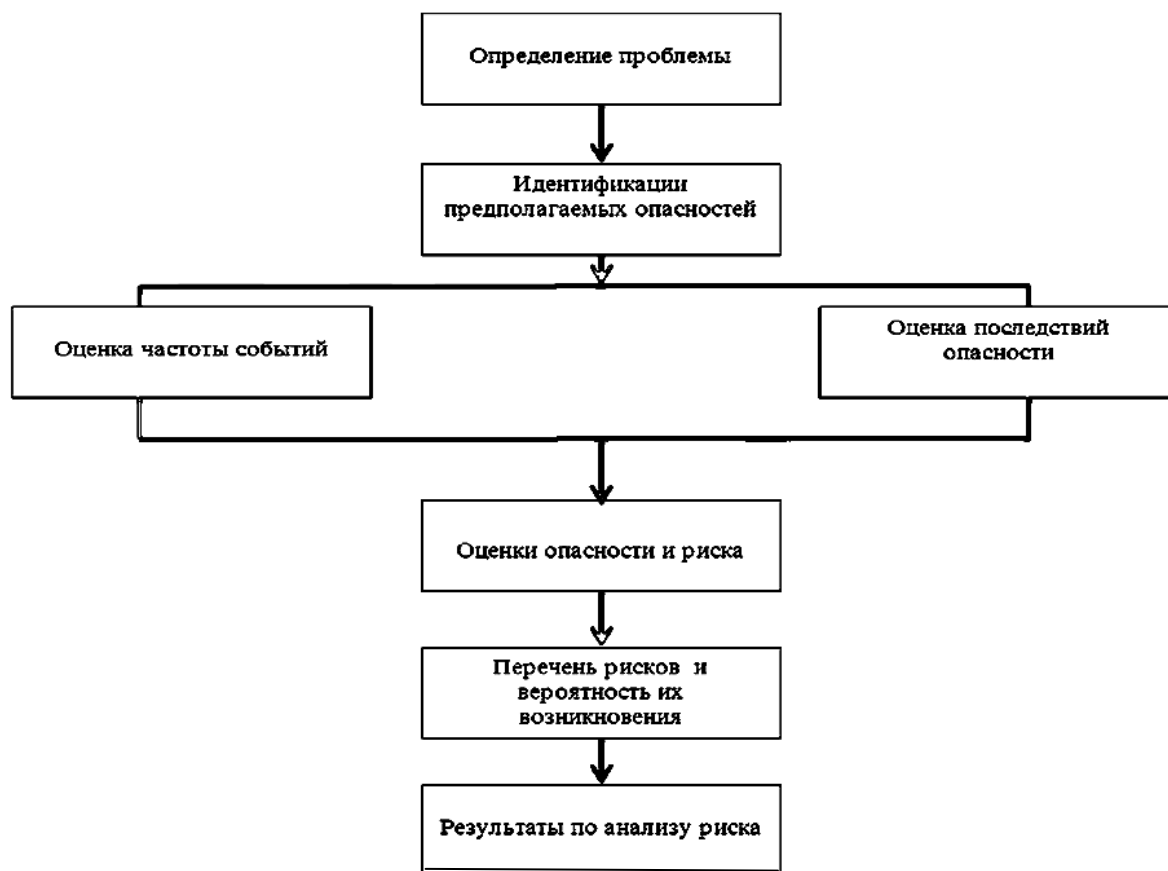 Определение проблемы
Идентификации
предполагаемых опасностей
Оценка частоты событий
Оценка последствий
опасности
Оценки опасности и риска
Перечень рисков и
вероятность их
возникновения
Результаты по анализу риска